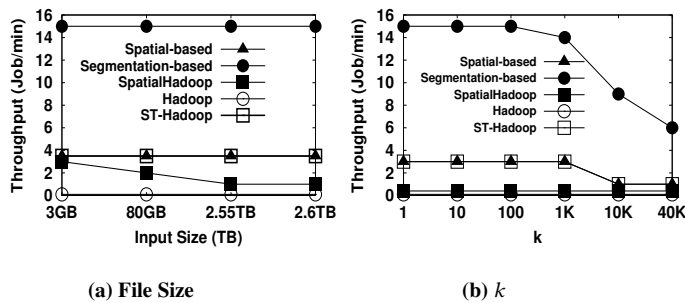 Throughput (Job/min)
16
14
12
10
8
6
4
2
0
Spatial-based
Segmentation-based
SpatialHadoop
Hadoop
ST-Hadoop
3GB 80GB 2.55TB 2.6TB
Input Size (TB)
(a) File Size
Throughput (Job/min)
16
14
12
10
8
6
4
2
0
Spatial-based
Segmentation-based
SpatialHadoop
Hadoop
ST-Hadoop
1 10 100 1K 10K 40K
k
(b) k